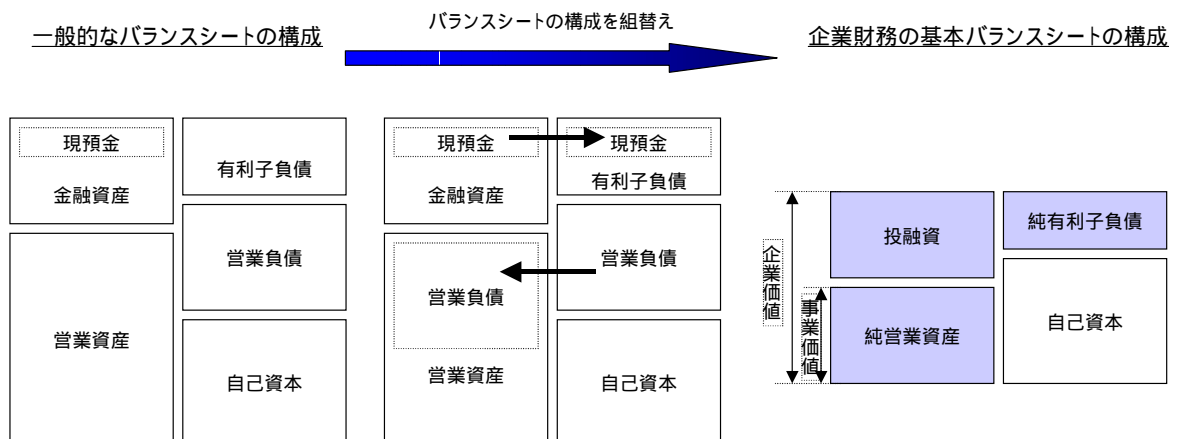 一般的なバランスシートの構成
バランスシートの構成を組替え
企業財務の基本バランスシートの構成
現預金
金融資産
営業資産
有利子負債
営業負債
自己資本
現預金
金融資産
営業負債
営業資産
現預金
有利子負債
営業負債
自己資本
企業価値
事業価値
投融資
純営業資産
純有利子負債
自己資本